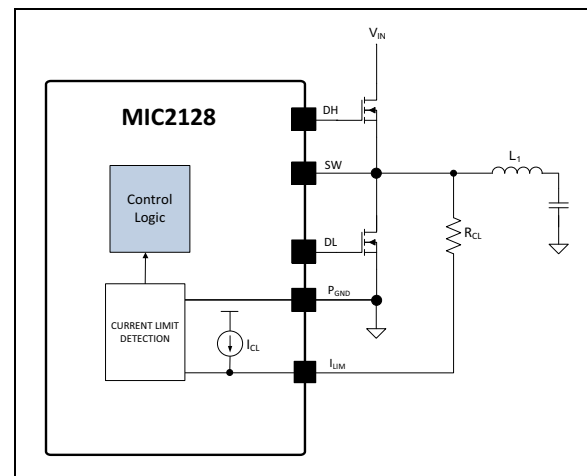 V_IN
MIC2128
DH
SW
L_1
Control
Logic
R_CL
DL
P_GND
CURRENT LIMIT
DETECTION
I_CL
I_LIM